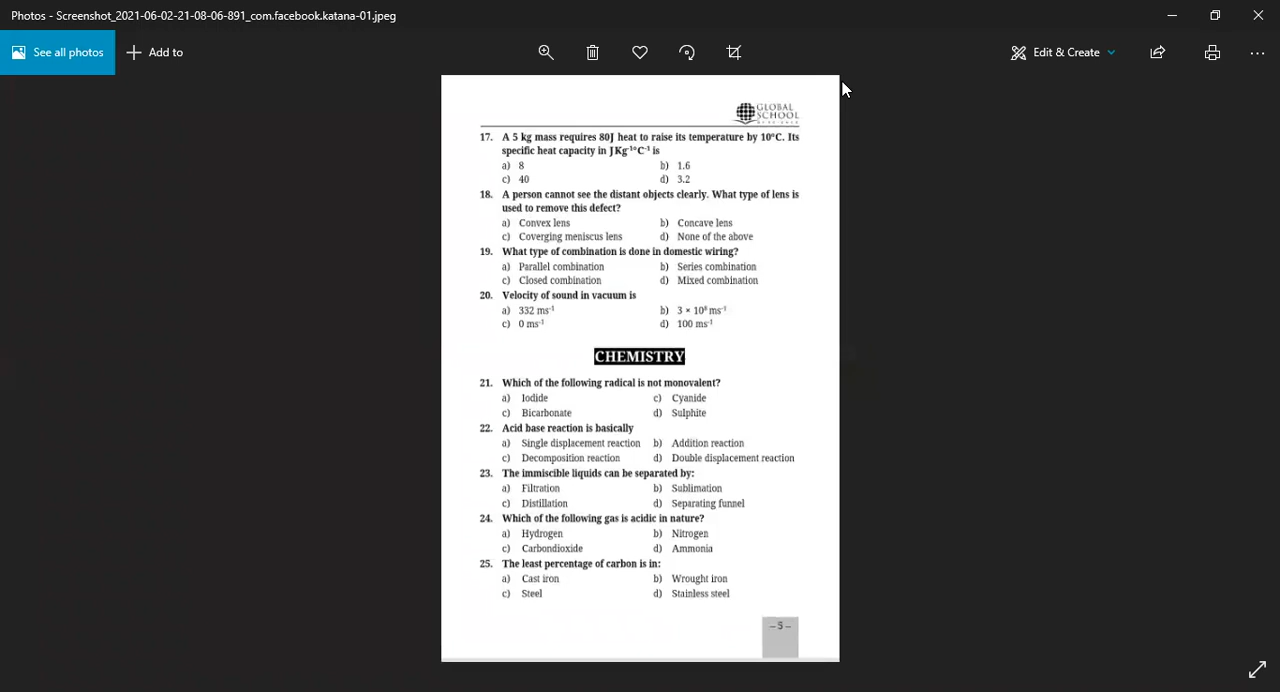 Photos - Screenshot_2021-06-02-21-08-06-891_com.facebook.katana-01.jpeg
See all photos
Add to
Edit & Create
GLOBAL
SCHOOL
17. A 5 kg mass requires 80J heat to raise its temperature by 10°C. Its
specific heat capacity in JKg⁻¹°C⁻¹ is
a) 8 b) 1.6
c) 40 d) 3.2
18. A person cannot see the distant objects clearly. What type of lens is
used to remove this defect?
a) Convex lens b) Concave lens
c) Coverging meniscus lens d) None of the above
19. What type of combination is done in domestic wiring?
a) Parallel combination b) Series combination
c) Closed combination d) Mixed combination
20. Velocity of sound in vacuum is
a) 332 ms⁻¹ b) 3 × 10⁸ ms⁻¹
c) 0 ms⁻¹ d) 100 ms⁻¹
CHEMISTRY
21. Which of the following radical is not monovalent?
a) Iodide c) Cyanide
c) Bicarbonate d) Sulphite
22. Acid base reaction is basically
a) Single displacement reaction b) Addition reaction
c) Decomposition reaction d) Double displacement reaction
23. The immiscible liquids can be separated by:
a) Filtration b) Sublimation
c) Distillation d) Separating funnel
24. Which of the following gas is acidic in nature?
a) Hydrogen b) Nitrogen
c) Carbondioxide d) Ammonia
25. The least percentage of carbon is in:
a) Cast iron b) Wrought iron
c) Steel d) Stainless steel
– 5 –